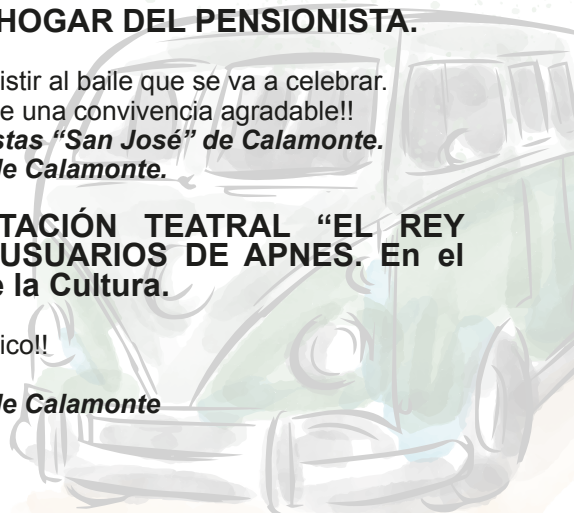 HOGAR DEL PENSIONISTA.
istir al baile que se va a celebrar.
e una convivencia agradable!!
stas “San José” de Calamonte.
de Calamonte.
TACIÓN TEATRAL “EL REY
USUARIOS DE APNES. En el
e la Cultura.
ico!!
de Calamonte